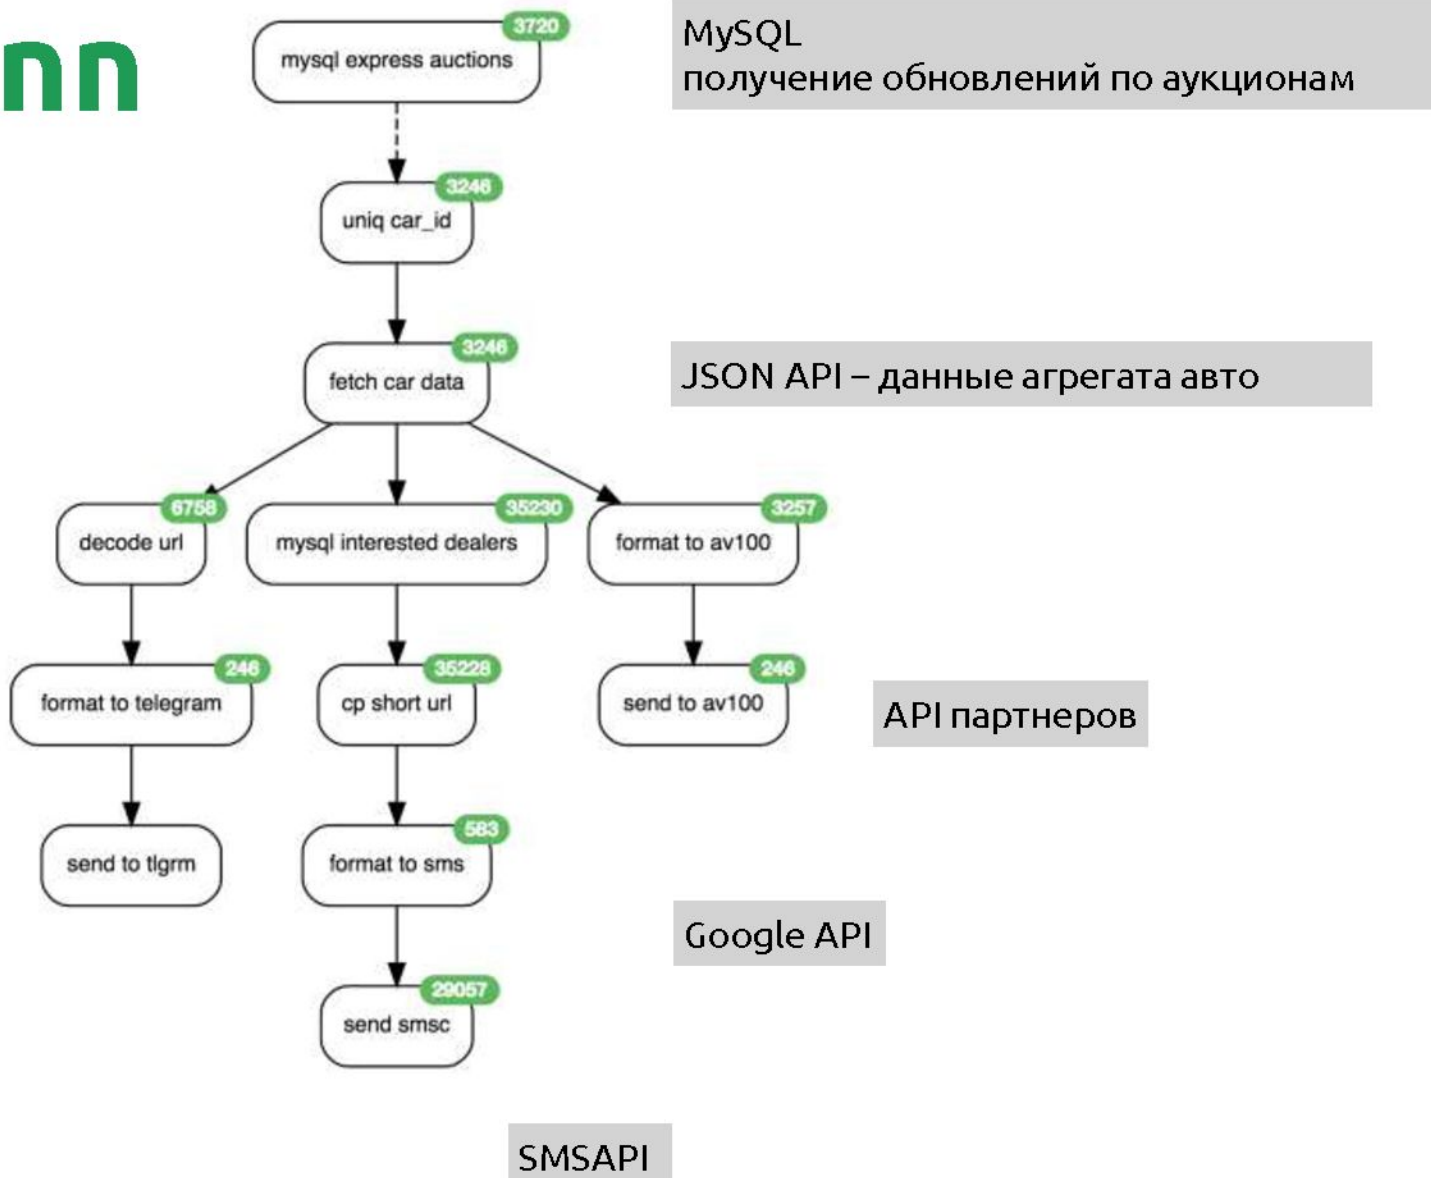 nn
3720
mysql express auctions
MySQL
получение обновлений по аукционам
3246
uniq car_id
3246
fetch car data
JSON API – данные агрегата авто
6758
decode url
35230
mysql interested dealers
3257
format to av100
246
format to telegram
35228
cp short url
246
send to av100
API партнеров
send to tlgrm
583
format to sms
Google API
29057
send smsc
SMSAPI